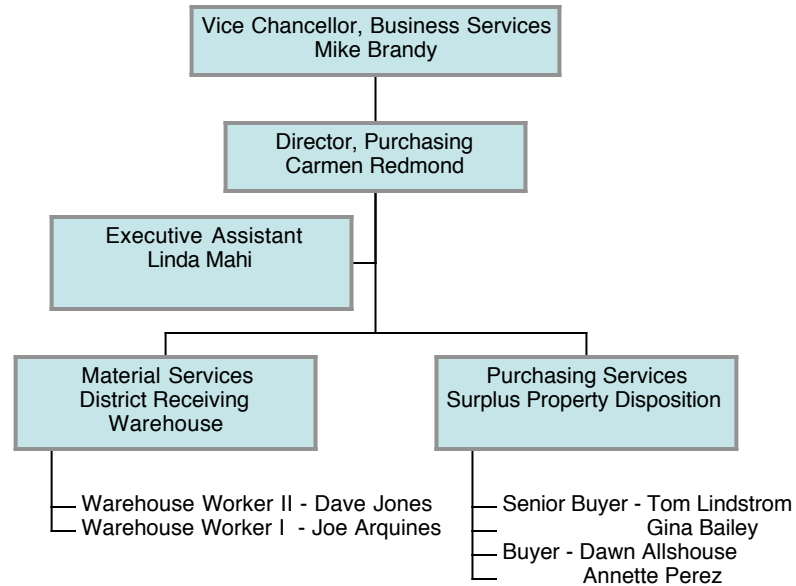 Vice Chancellor, Business Services
Mike Brandy
Director, Purchasing
Carmen Redmond
Executive Assistant
Linda Mahi
Material Services
District Receiving
Warehouse
Warehouse Worker II - Dave Jones
Warehouse Worker I - Joe Arquines
Purchasing Services
Surplus Property Disposition
Senior Buyer - Tom Lindstrom
Gina Bailey
Buyer - Dawn Allshouse
Annette Perez